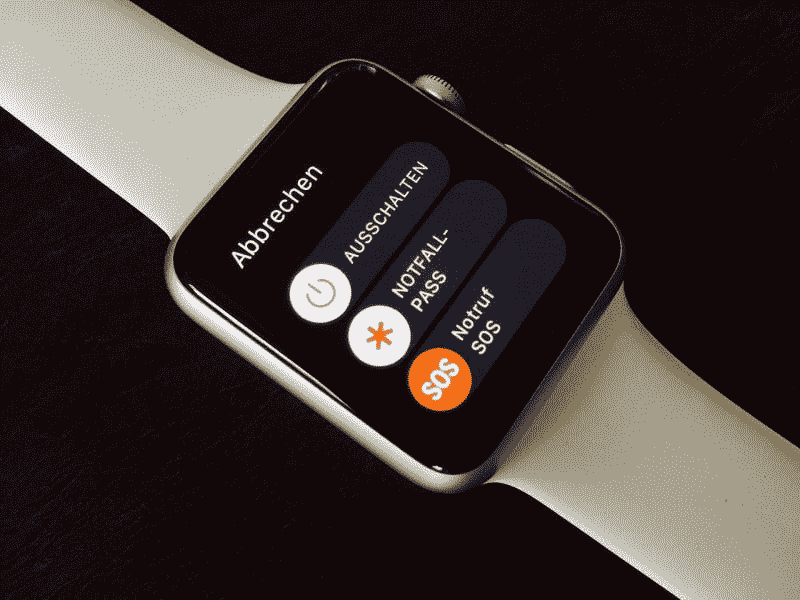 Abbrechen
AUSSCHALTEN
NOTFALL-
PASS
Notruf
SOS
SOS